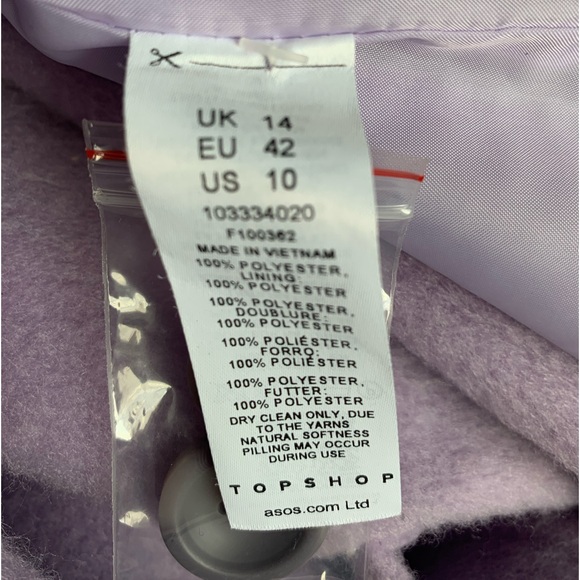 UK 14
EU 42
US 10
103334020
F100362
MADE IN VIETNAM
100% POLYESTER,
LINING:
100% POLYESTER
100% POLYESTER,
DOUBLURE:
100% POLYESTER
100% POLIÉSTER,
FORRO:
100% POLIÉSTER
100% POLYESTER,
FUTTER:
100% POLYESTER
DRY CLEAN ONLY, DUE
TO THE YARNS
NATURAL SOFTNESS
PILLING MAY OCCUR
DURING USE
TOPSHOP
asos.com Ltd